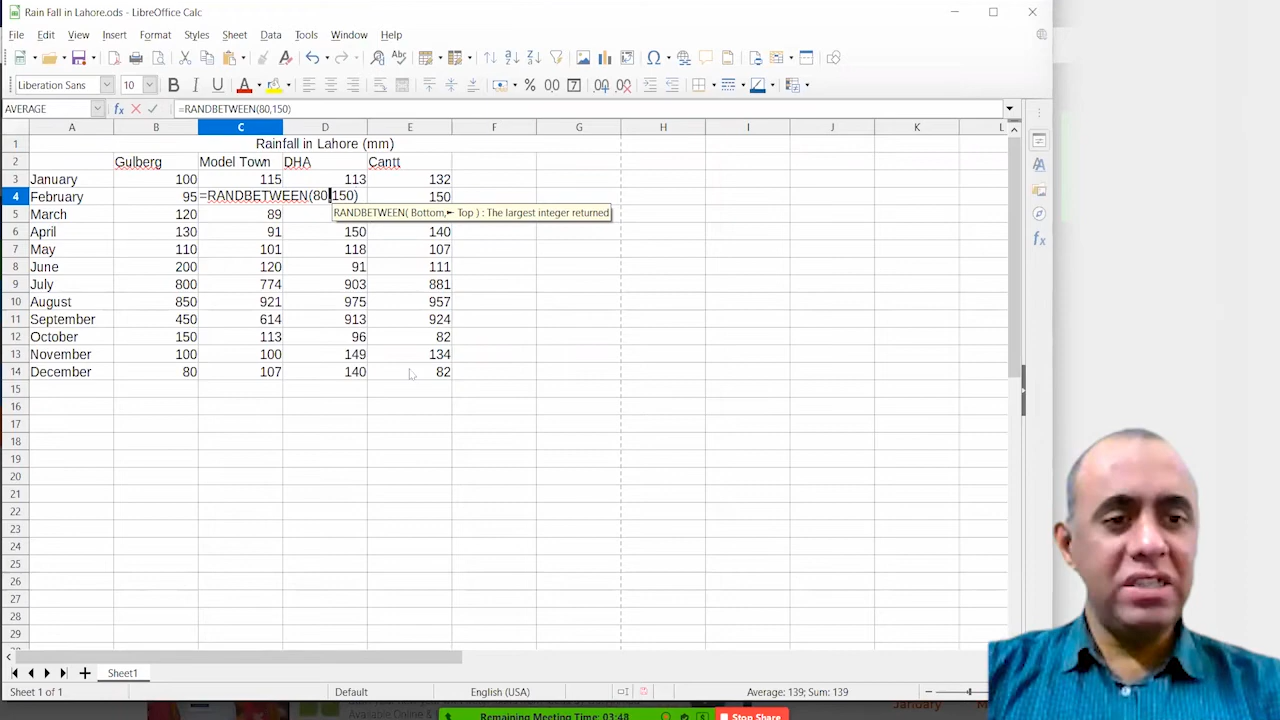 Rain Fall in Lahore.ods - LibreOffice Calc
File Edit View Insert Format Styles Sheet Data Tools Window Help
Liberation Sans 10
AVERAGE =RANDBETWEEN(80,150)
A B C D E F G H I J K L
1 Rainfall in Lahore (mm)
2 Gulberg Model Town DHA Cantt
3 January 100 115 113 132
4 February 95 =RANDBETWEEN(80,150) 150
RANDBETWEEN( Bottom, Top ) : The largest integer returned
5 March 120 89
6 April 130 91 150 140
7 May 110 101 118 107
8 June 200 120 91 111
9 July 800 774 903 881
10 August 850 921 975 957
11 September 450 614 913 924
12 October 150 113 96 82
13 November 100 100 149 134
14 December 80 107 140 82
15
16
17
18
19
20
21
22
23
24
25
26
27
28
29
Sheet1
Sheet 1 of 1 Default English (USA) Average: 139; Sum: 139
Available Online &
Remaining Meeting Time: 03:48 Stop Share